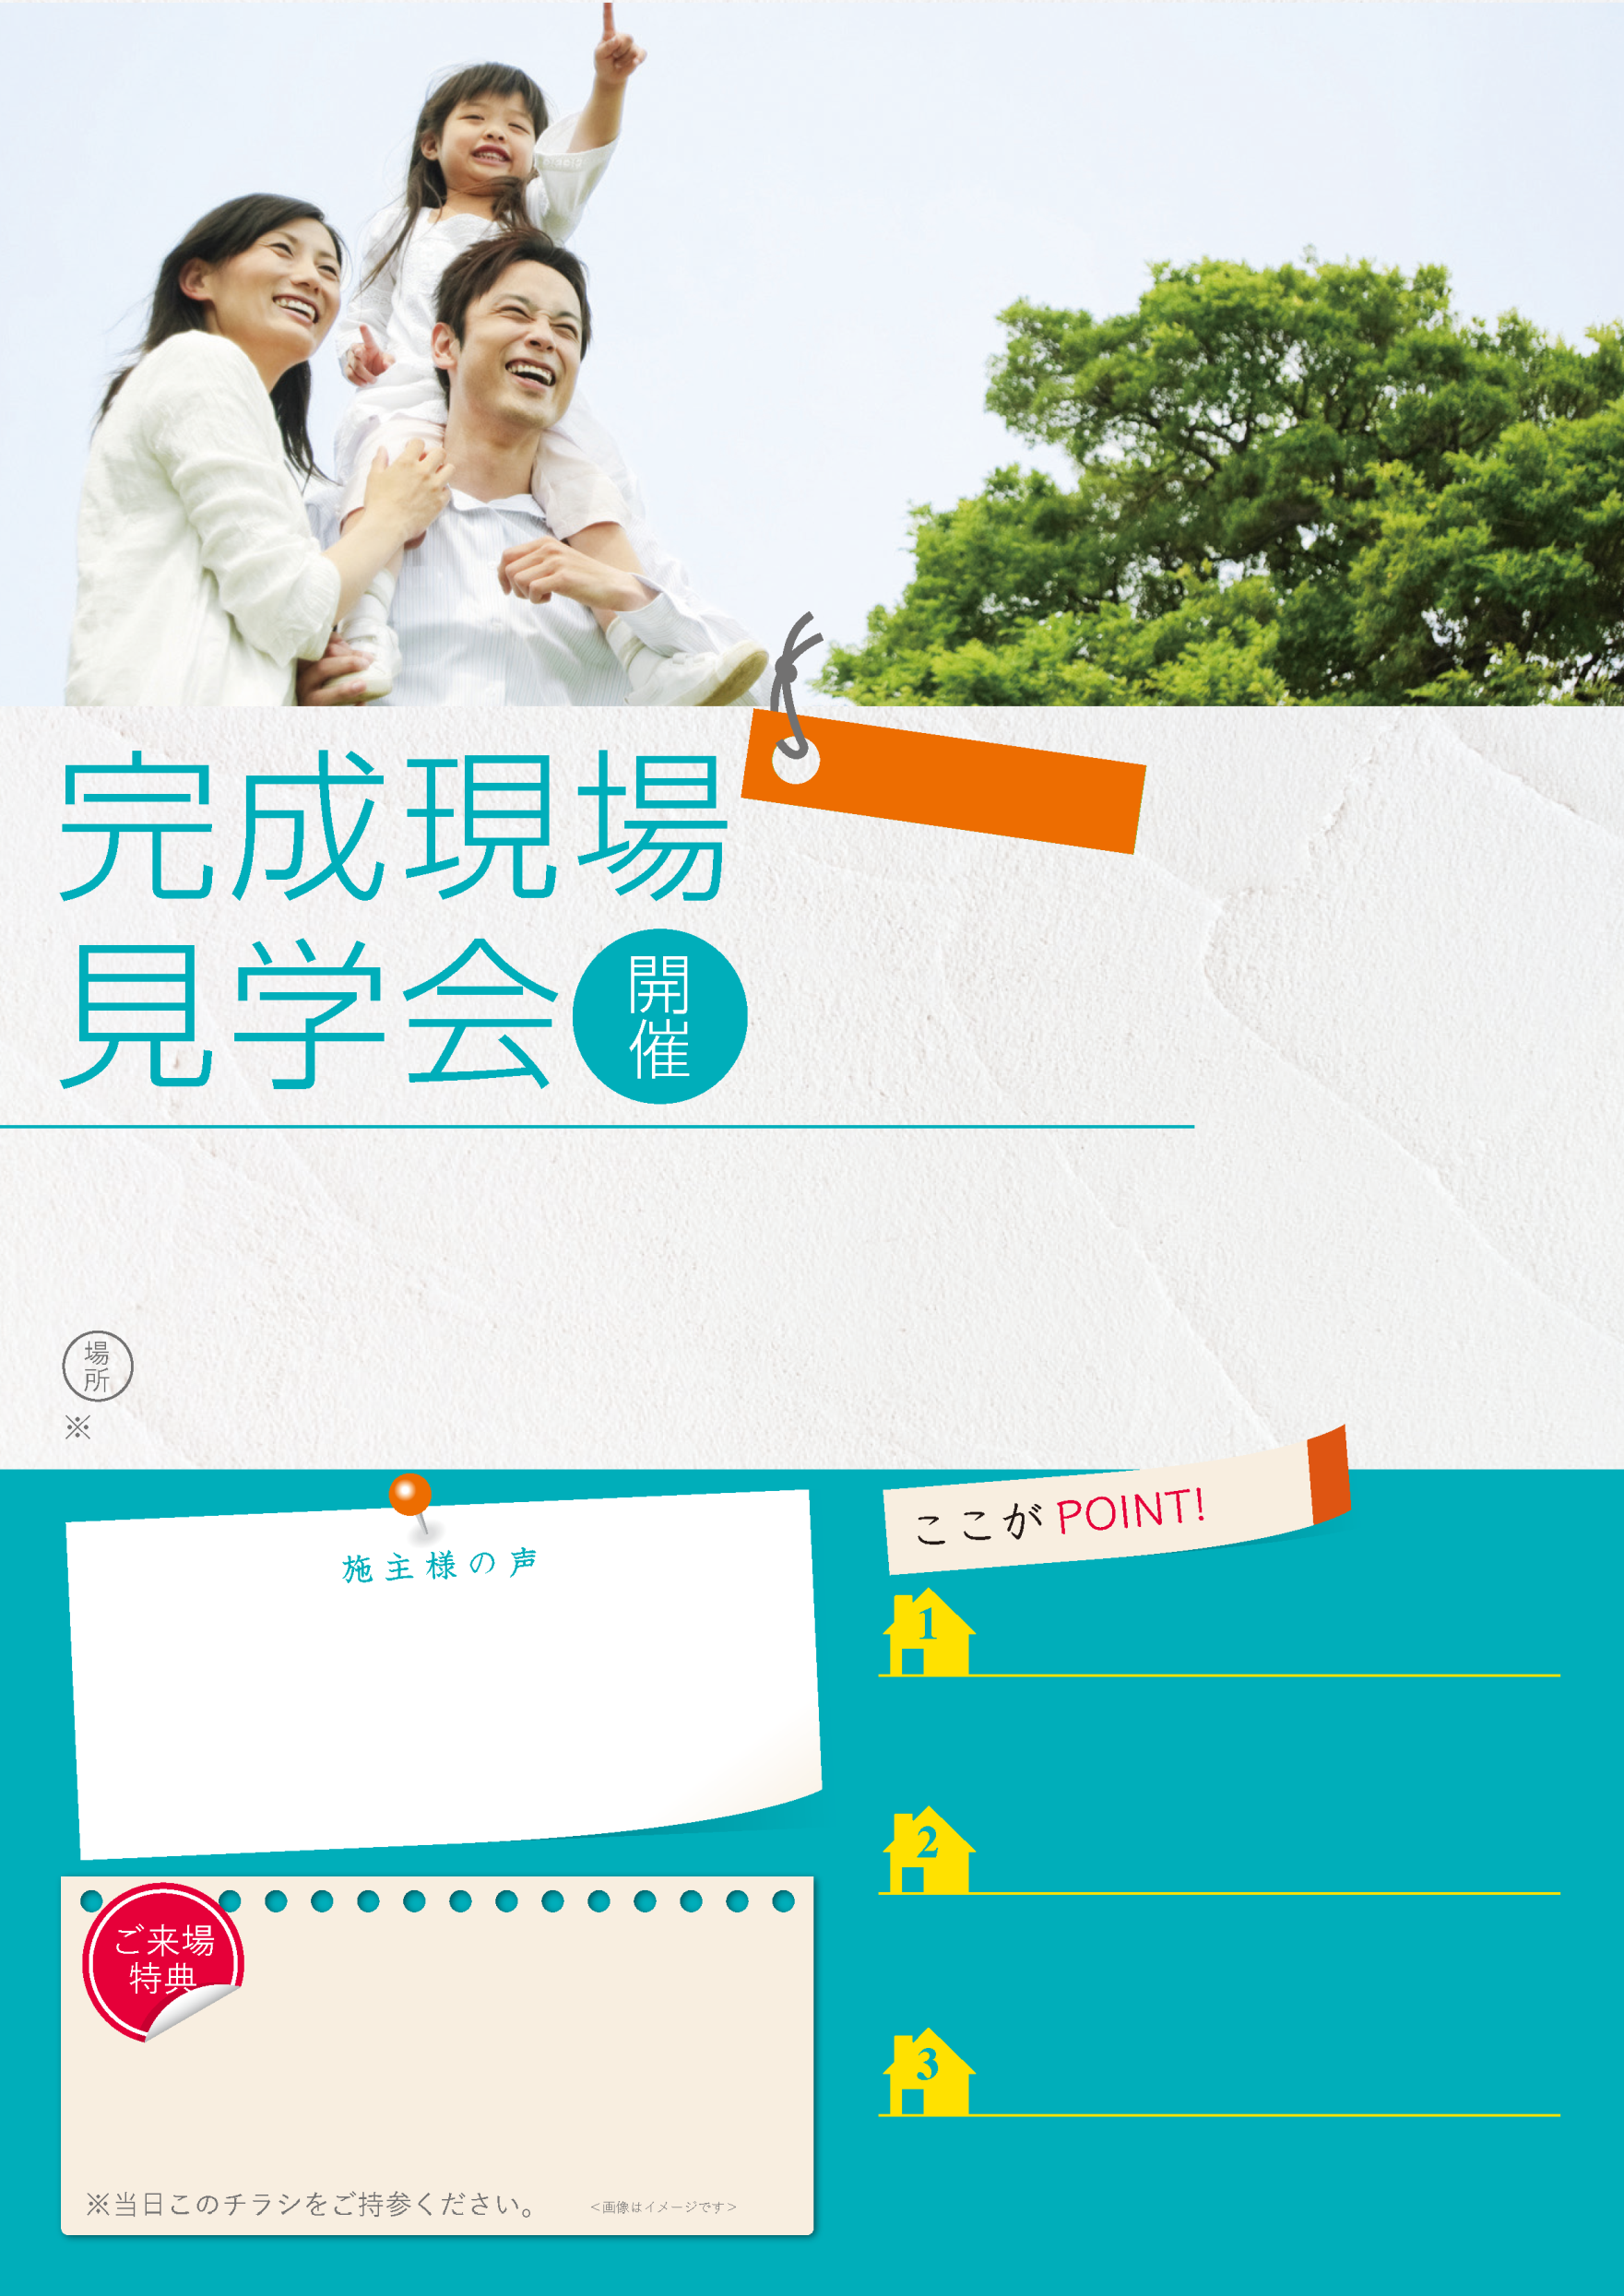 完成現場
見学会
開催
場所
※
施主様の声
ここが POINT!
1
2
3
ご来場
特典
※当日このチラシをご持参ください。
<画像はイメージです>